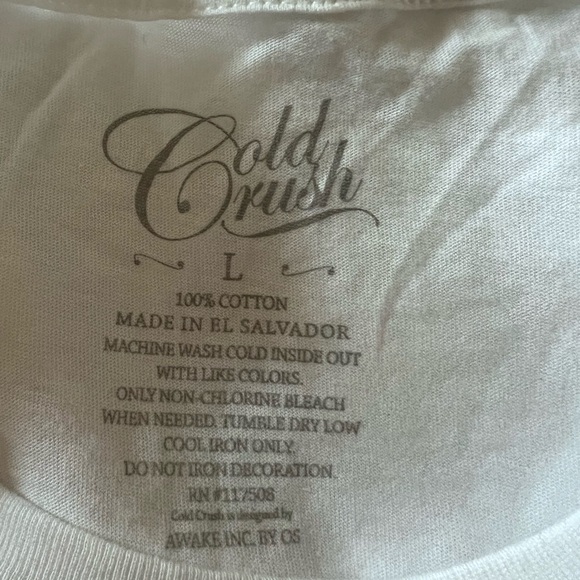 Cold
Crush
L
100% COTTON
MADE IN EL SALVADOR
MACHINE WASH COLD INSIDE OUT
WITH LIKE COLORS.
ONLY NON-CHLORINE BLEACH
WHEN NEEDED. TUMBLE DRY LOW
COOL IRON ONLY.
DO NOT IRON DECORATION.
RN #117508
Cold Crush is designed by
AWAKE INC. BY OS